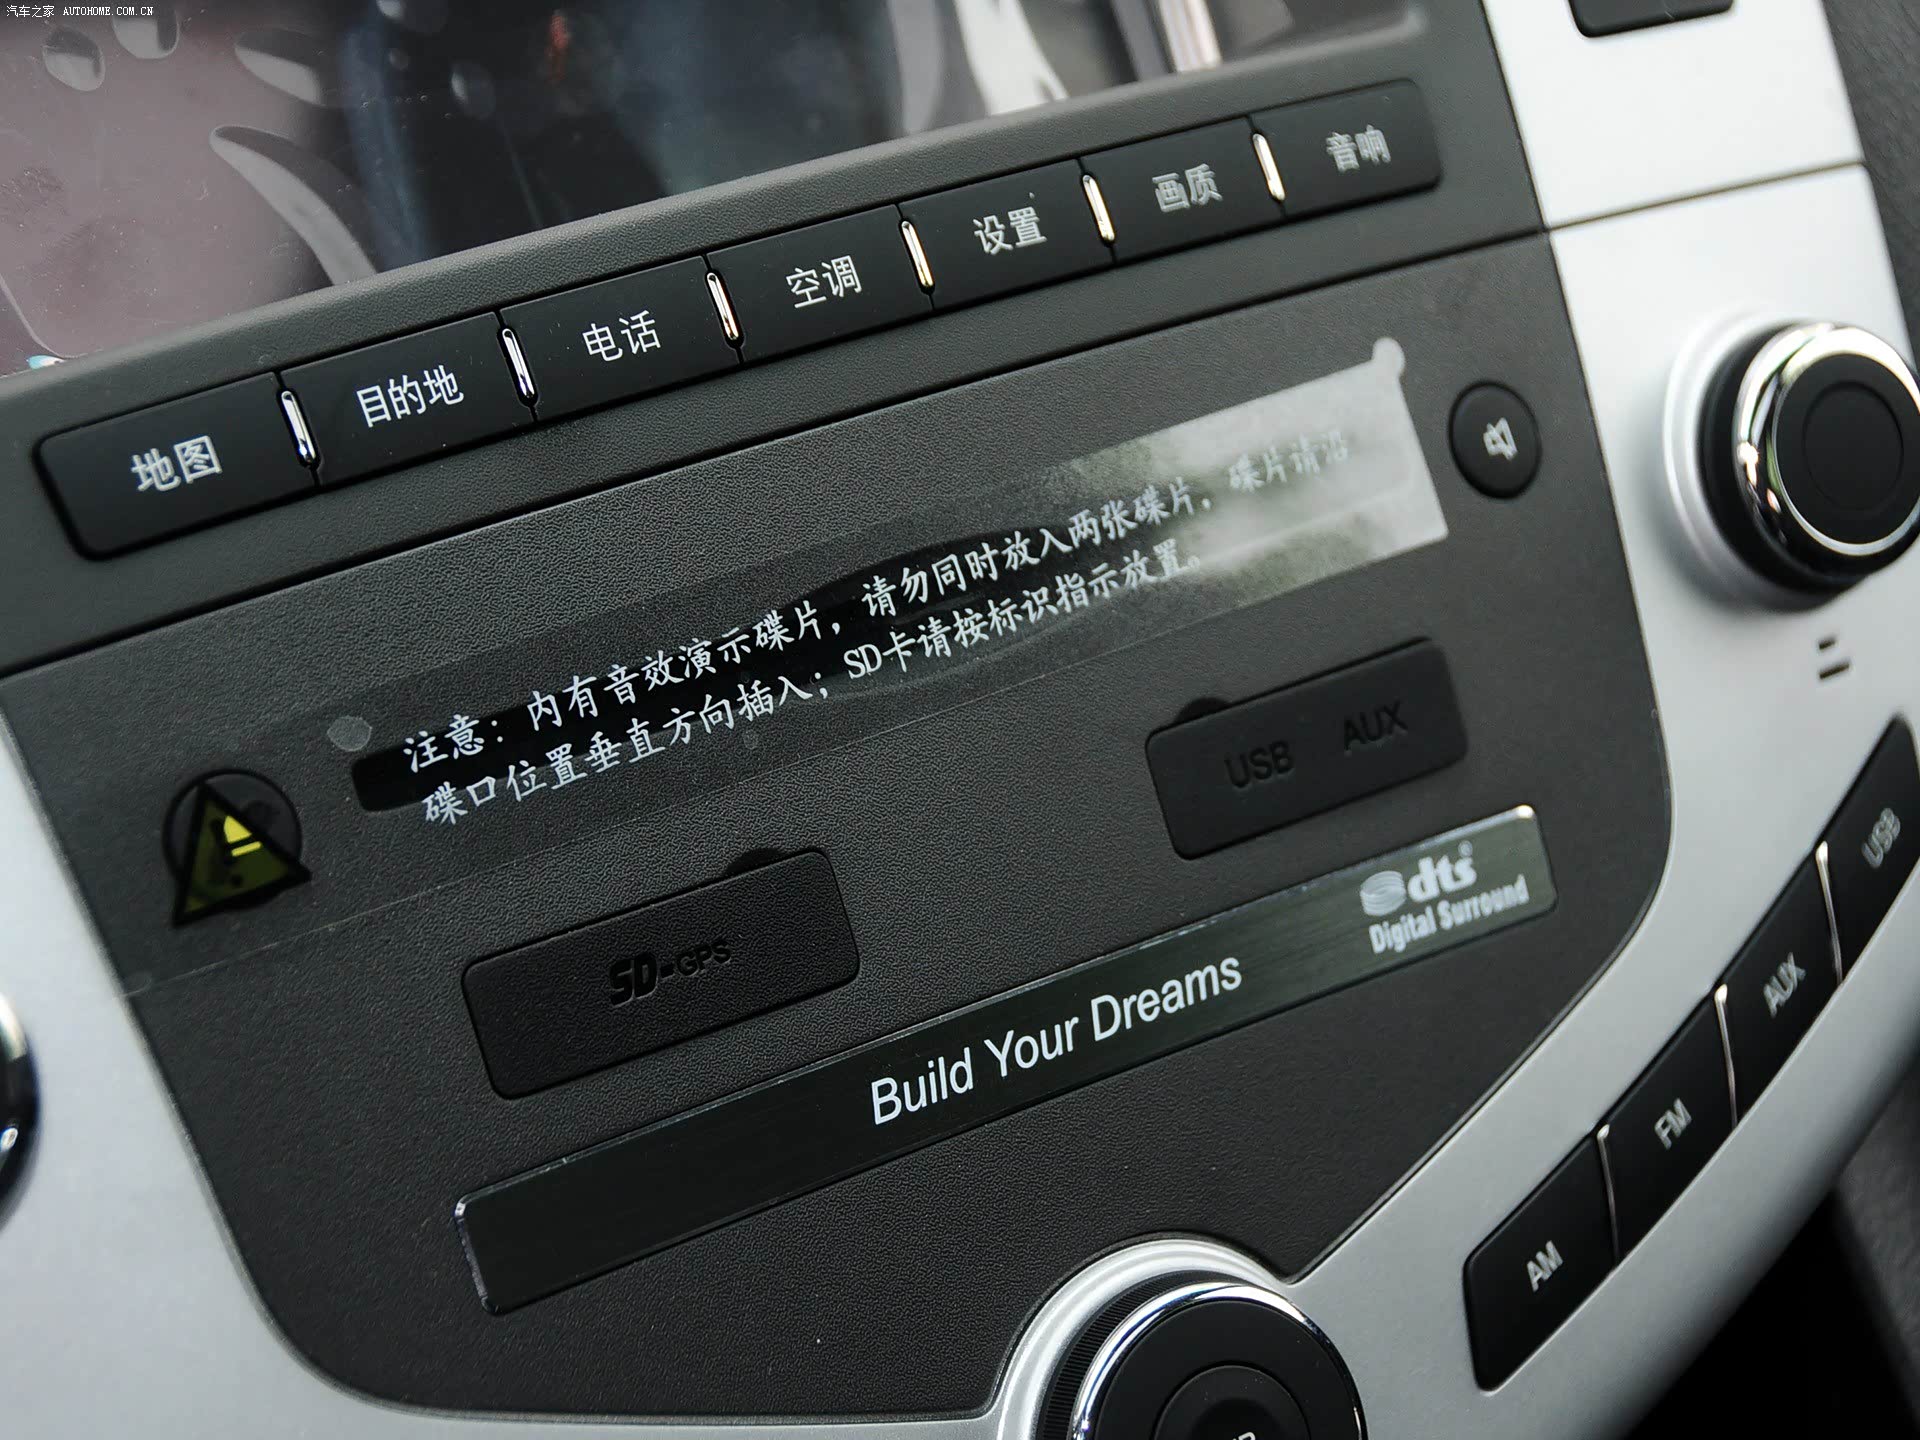 汽车之家 AUTOHOME.COM.CN
地图 目的地 电话 空调 设置 画质 音响
注意：内有音效演示碟片，请勿同时放入两张碟片，碟片请沿
碟口位置垂直方向插入；SD卡请按标识指示放置。
USB AUX
SD-GPS
dts
Digital Surround
Build Your Dreams
USB
AUX
FM
AM